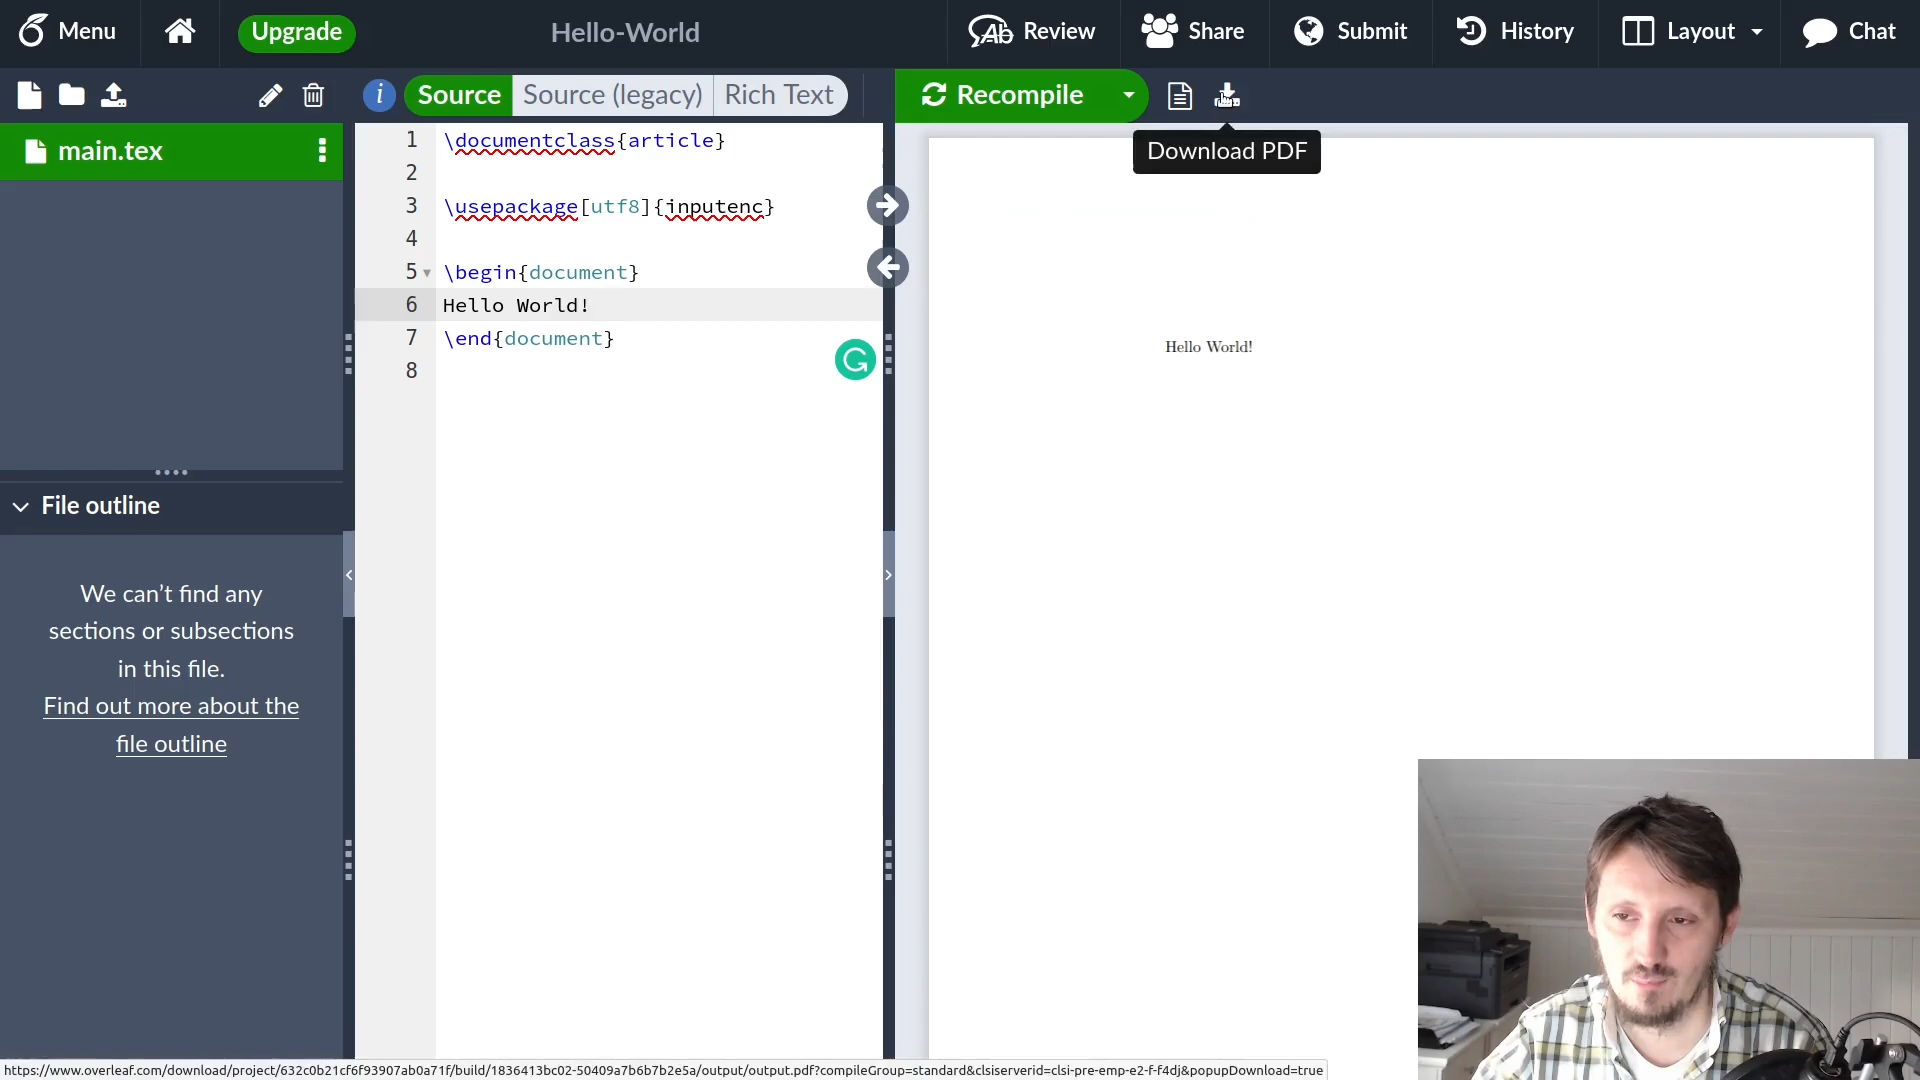 Menu
Upgrade
Hello-World
Review
Share
Submit
History
Layout
Chat
i
Source
Source (legacy)
Rich Text
Recompile
main.tex
Download PDF
1 \documentclass{article}
2
3 \usepackage[utf8]{inputenc}
4
5 \begin{document}
6 Hello World!
7 \end{document}
8
Hello World!
File outline
We can’t find any
sections or subsections
in this file.
Find out more about the
file outline
https://www.overleaf.com/download/project/632c0b21cf6f93907ab0a71f/build/1836413bc02-50409a7b6b7b2e5a/output/output.pdf?compileGroup=standard&clsiserverid=clsi-pre-emp-e2-f-f4dj&popupDownload=true